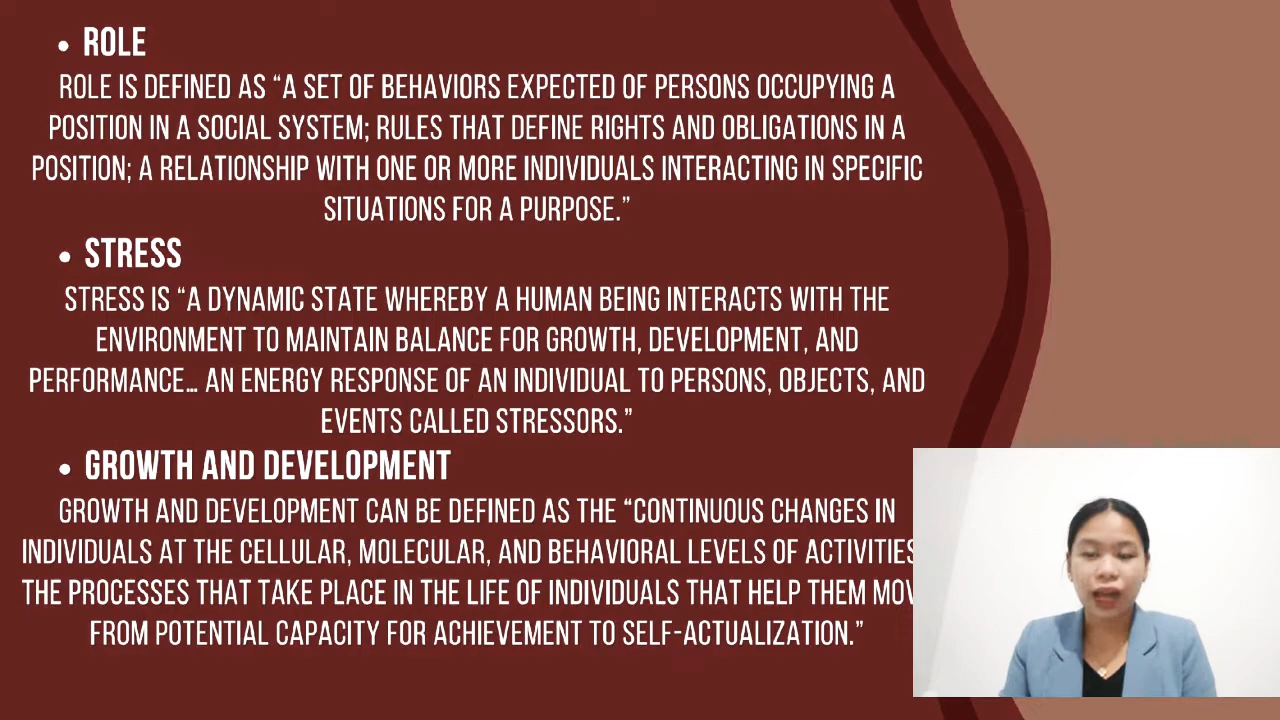 • ROLE
ROLE IS DEFINED AS “A SET OF BEHAVIORS EXPECTED OF PERSONS OCCUPYING A
POSITION IN A SOCIAL SYSTEM; RULES THAT DEFINE RIGHTS AND OBLIGATIONS IN A
POSITION; A RELATIONSHIP WITH ONE OR MORE INDIVIDUALS INTERACTING IN SPECIFIC
SITUATIONS FOR A PURPOSE.”
• STRESS
STRESS IS “A DYNAMIC STATE WHEREBY A HUMAN BEING INTERACTS WITH THE
ENVIRONMENT TO MAINTAIN BALANCE FOR GROWTH, DEVELOPMENT, AND
PERFORMANCE… AN ENERGY RESPONSE OF AN INDIVIDUAL TO PERSONS, OBJECTS, AND
EVENTS CALLED STRESSORS.”
• GROWTH AND DEVELOPMENT
GROWTH AND DEVELOPMENT CAN BE DEFINED AS THE “CONTINUOUS CHANGES IN
INDIVIDUALS AT THE CELLULAR, MOLECULAR, AND BEHAVIORAL LEVELS OF ACTIVITIES
THE PROCESSES THAT TAKE PLACE IN THE LIFE OF INDIVIDUALS THAT HELP THEM MOV
FROM POTENTIAL CAPACITY FOR ACHIEVEMENT TO SELF-ACTUALIZATION.”